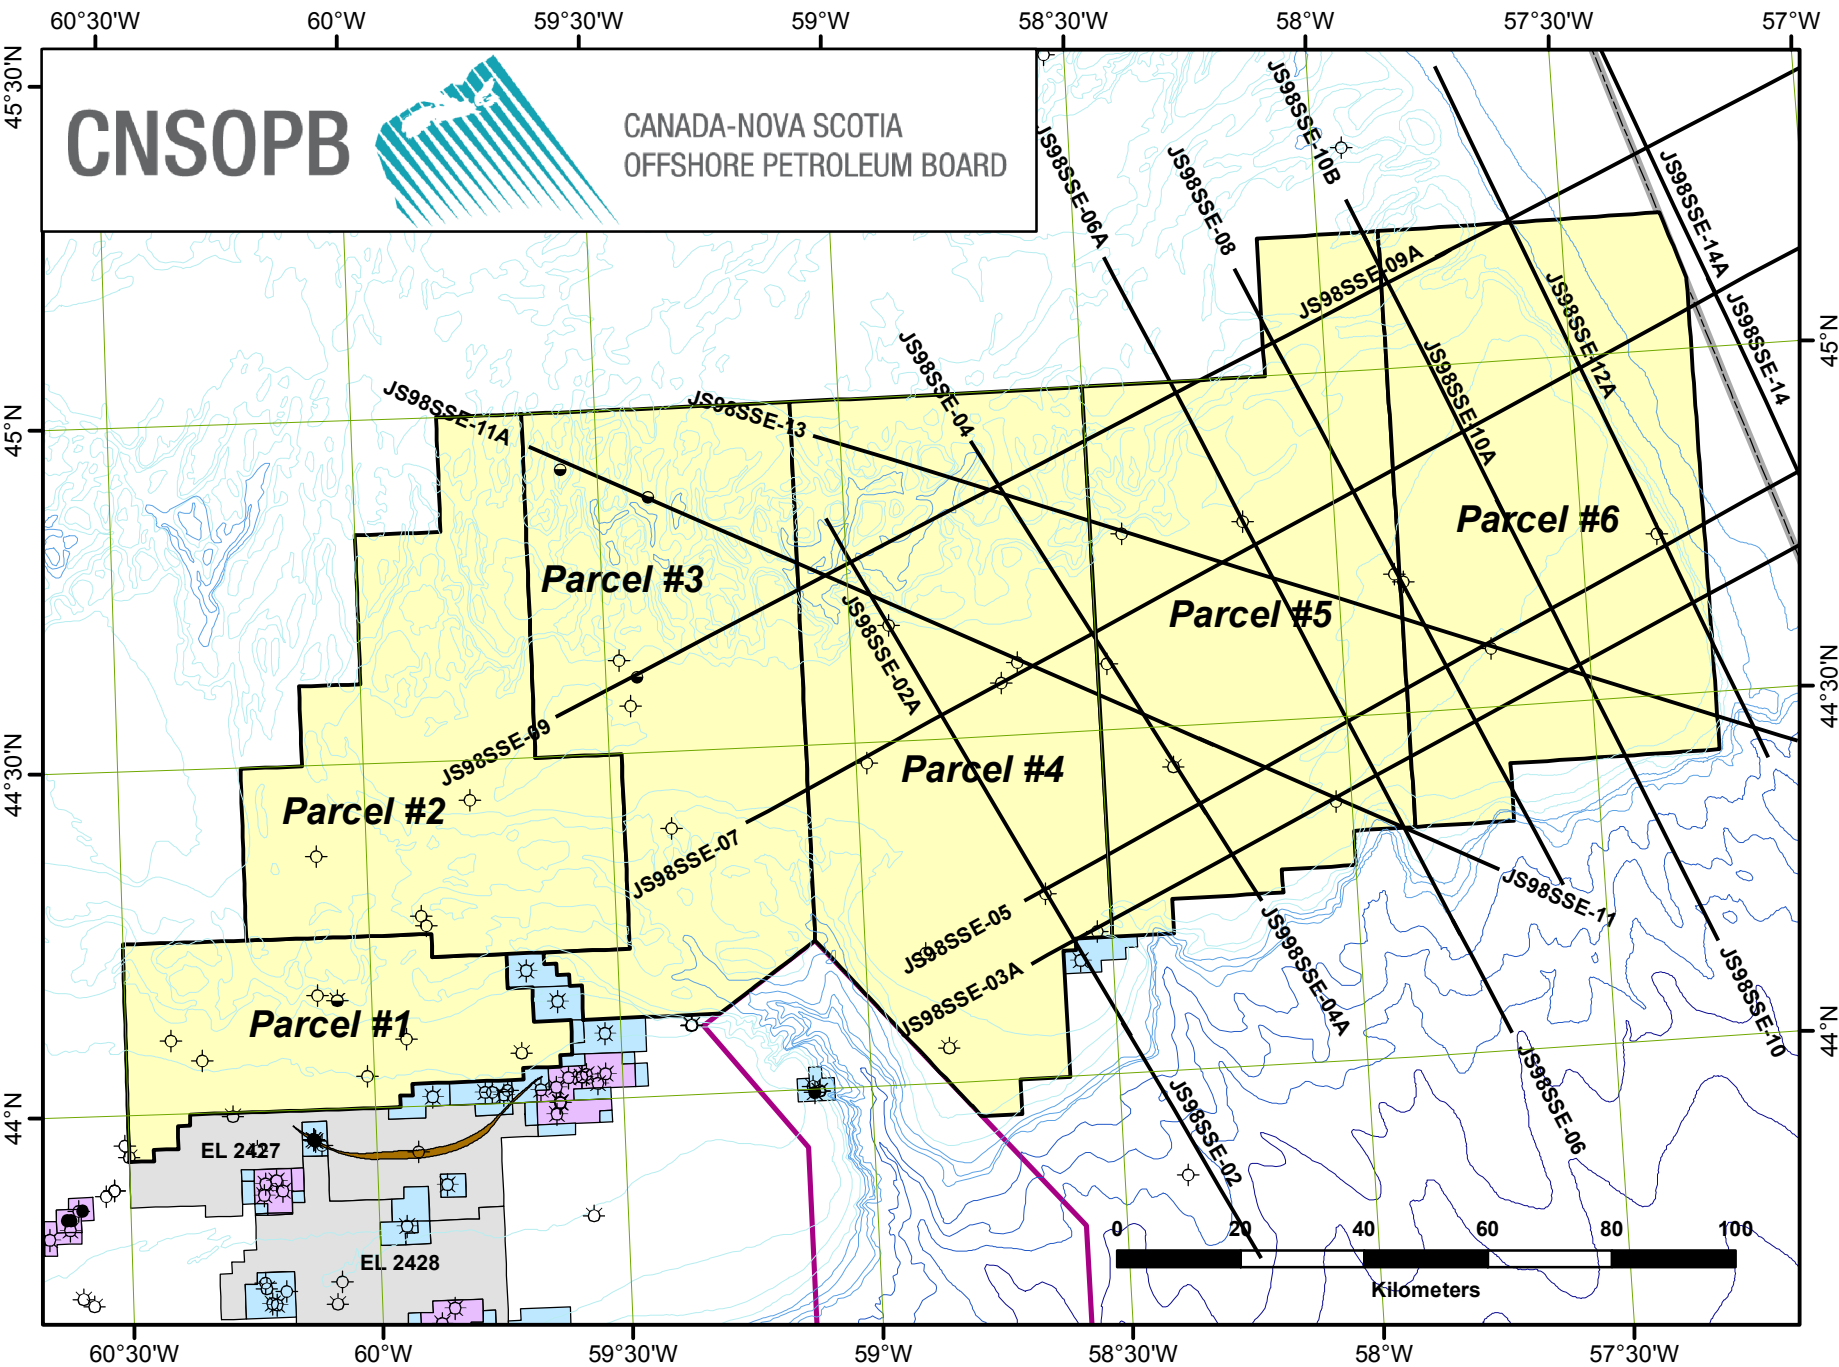 60°30'W 60°W 59°30'W 59°W 58°30'W 58°W 57°30'W 57°W
45°30'N
CNSOPB
CANADA-NOVA SCOTIA
OFFSHORE PETROLEUM BOARD
JS98SSE-10B
JS98SSE-06A
JS98SSE-08
JS98SSE-14A
JS98SSE-09A
JS98SSE-12A
JS98SSE-14
45°N
JS98SSE-04
JS98SSE-10A
JS98SSE-11A
JS98SSE-13
45°N
Parcel #6
Parcel #3
Parcel #5
JS98SSE-02A
44°30'N
JS98SSE-09
44°30'N
Parcel #4
Parcel #2
JS98SSE-07
JS98SSE-11
JS98SSE-05
JS998SSE-04A
JS98SSE-03A
JS98SSE-10
Parcel #1
44°N
44°N
JS98SSE-06
JS98SSE-02
EL 2427
0 20 40 60 80 100
EL 2428
Kilometers
60°30'W 60°W 59°30'W 59°W 58°30'W 58°W 57°30'W